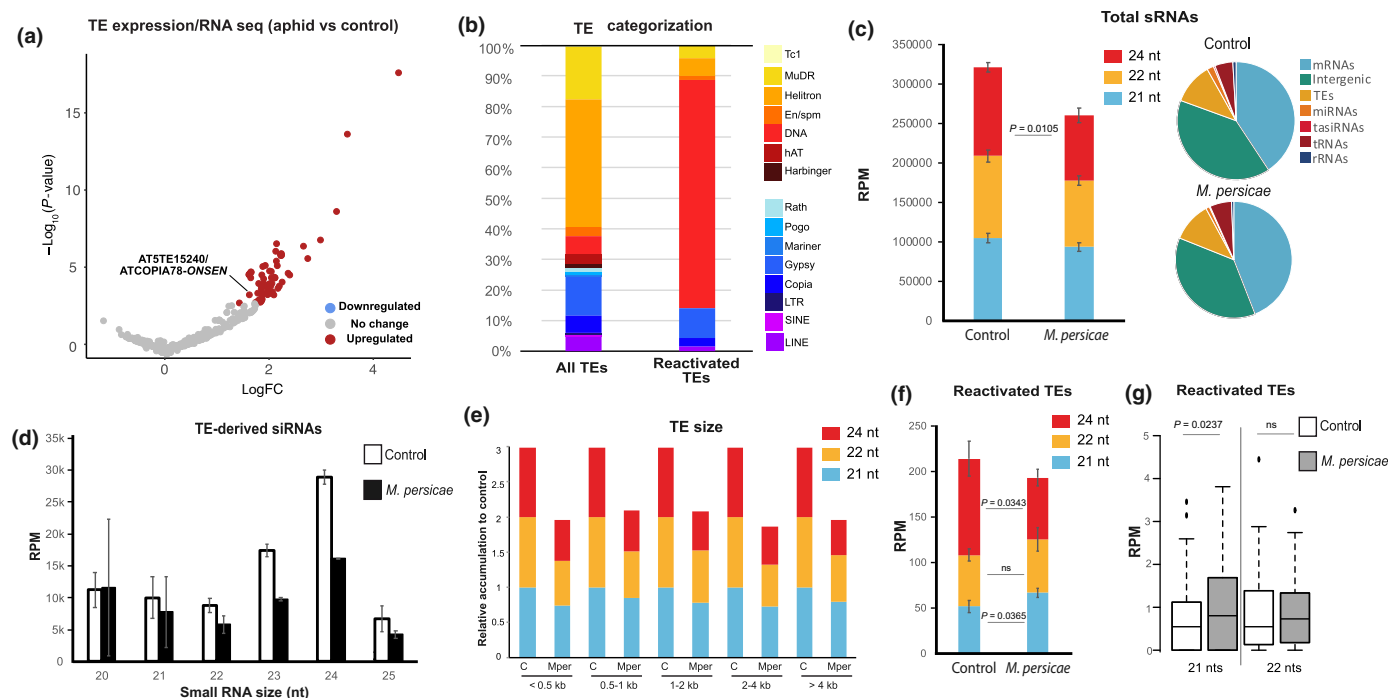 (a)
TE expression/RNA seq (aphid vs control)
−Log10 (P-value)
15
10
5
0
AT5TE15240/
ATCOPIA78-ONSEN
Downregulated
No change
Upregulated
0
2
4
LogFC
(b)
TE categorization
100%
90%
80%
70%
60%
50%
40%
30%
20%
10%
0%
All TEs
Reactivated
TEs
Tc1
MuDR
Helitron
En/spm
DNA
hAT
Harbinger
Rath
Pogo
Mariner
Gypsy
Copia
LTR
SINE
LINE
(c)
Total sRNAs
RPM
350000
300000
250000
200000
150000
100000
50000
0
P = 0.0105
Control
M. persicae
24 nt
22 nt
21 nt
Control
M. persicae
mRNAs
Intergenic
TEs
miRNAs
tasiRNAs
tRNAs
rRNAs
(d)
TE-derived siRNAs
RPM
35k
30k
25k
20k
15k
10k
5k
0
Control
M. persicae
20
21
22
23
24
25
Small RNA size (nt)
(e)
TE size
24 nt
22 nt
21 nt
Relative accumulation to control
3
2.5
2
1.5
1
0.5
0
C Mper C Mper C Mper C Mper C Mper
< 0.5 kb 0.5-1 kb 1-2 kb 2-4 kb > 4 kb
(f)
Reactivated TEs
24 nt
22 nt
21 nt
RPM
250
200
150
100
50
0
P = 0.0343
ns
P = 0.0365
Control M. persicae
(g)
Reactivated TEs
P = 0.0237
ns
Control
M. persicae
RPM
5
4
3
2
1
0
21 nts
22 nts